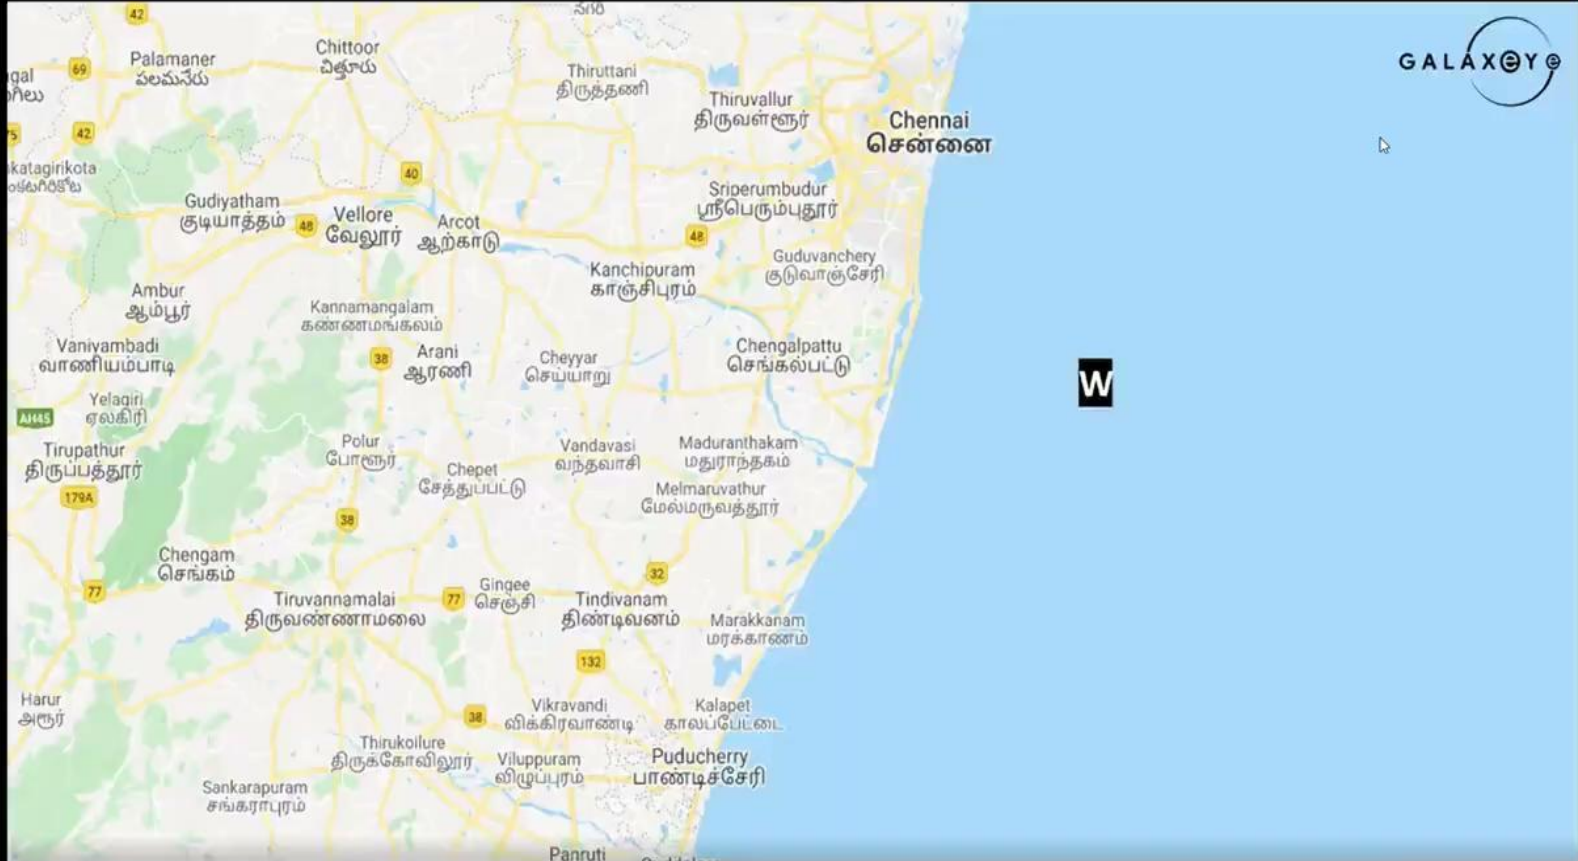 42
Palamaner
పలమనేరు
Chittoor
చిత్తూరు
69
Thiruttani
திருத்தணி
Thiruvallur
திருவள்ளூர்
GALAXEYE
Chennai
சென்னை
42
40
Sriperumbudur
ஸ்ரீபெரும்புதூர்
Gudiyatham
குடியாத்தம்
48
Vellore
வேலூர்
Arcot
ஆற்காடு
48
Guduvanchery
குடுவாஞ்சேரி
Kanchipuram
காஞ்சிபுரம்
Ambur
ஆம்பூர்
Kannamangalam
கண்ணமங்கலம்
Vaniyambadi
வாணியம்பாடி
38
Arani
ஆரணி
Cheyyar
செய்யாறு
Chengalpattu
செங்கல்பட்டு
W
Yelagiri
ஏலகிரி
AH45
Tirupathur
திருப்பத்தூர்
Polur
போளூர்
Vandavasi
வந்தவாசி
Maduranthakam
மதுராந்தகம்
Chepet
சேத்துப்பட்டு
179A
Melmaruvathur
மேல்மருவத்தூர்
38
Chengam
செங்கம்
32
77
Tiruvannamalai
திருவண்ணாமலை
77
Gingee
செஞ்சி
Tindivanam
திண்டிவனம்
Marakkanam
மரக்காணம்
132
Harur
அரூர்
38
Vikravandi
விக்கிரவாண்டி
Kalapet
காலப்பேட்டை
Thirukoilure
திருக்கோவிலூர்
Viluppuram
விழுப்புரம்
Puducherry
பாண்டிச்சேரி
Sankarapuram
சங்கராபுரம்
Panruti